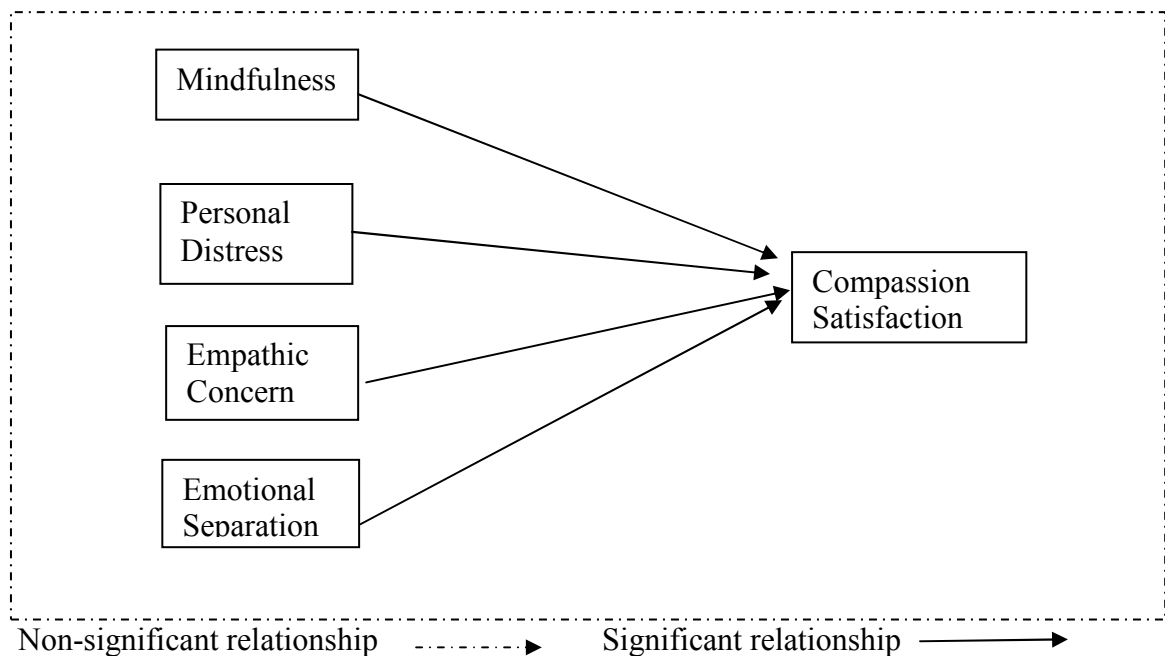 Mindfulness
Personal
Distress
Empathic
Concern
Emotional
Separation
Compassion
Satisfaction
Non-significant relationship
Significant relationship